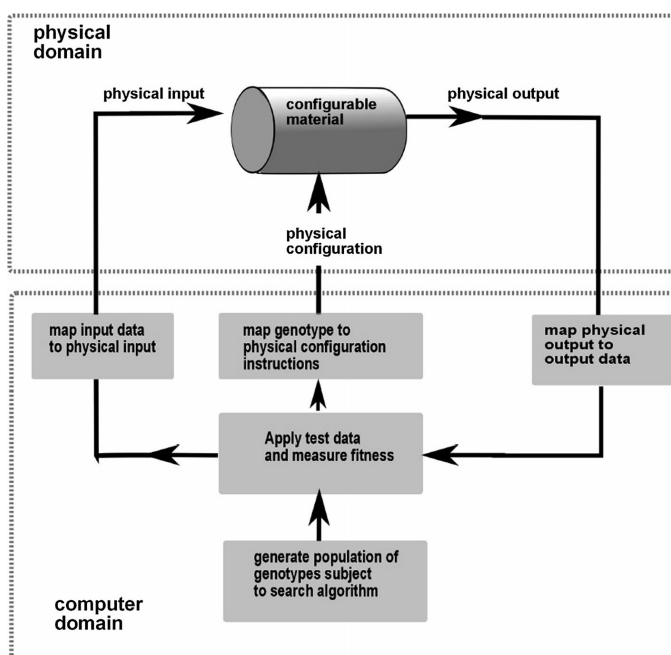 physical
domain
physical input
configurable
material
physical output
physical
configuration
map input data
to physical input
map genotype to
physical configuration
instructions
map physical
output to
output data
Apply test data
and measure fitness
generate population of
genotypes subject
to search algorithm
computer
domain